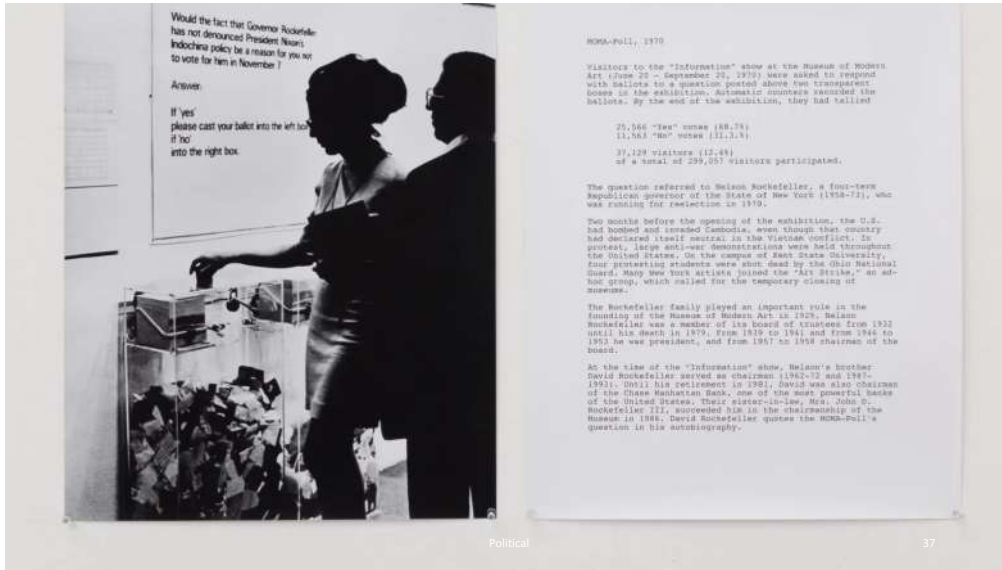 Would the fact that Governor Rockefeller
has not denounced President Nixon's
Indochina policy be a reason for you not
to vote for him in November ?
Answer:
If 'yes'
please cast your ballot into the left box
if 'no'
into the right box.
MOMA-Poll, 1970
Visitors to the "Information" show at the Museum of Modern
Art (June 20 - September 20, 1970) were asked to respond
with ballots to a question posted above two transparent
boxes in the exhibition. Automatic counters recorded the
ballots. By the end of the exhibition, they had tallied
25,566 "Yes" votes (68.7%)
11,563 "No" votes (31.3.%)
37,129 visitors (12.4%)
of a total of 299,057 visitors participated.
The question referred to Nelson Rockefeller, a four-term
Republican governor of the State of New York (1958-73), who
was running for reelection in 1970.
Two months before the opening of the exhibition, the U.S.
had bombed and invaded Cambodia, even though that country
had declared itself neutral in the Vietnam conflict. In
protest, large anti-war demonstrations were held throughout
the United States. On the campus of Kent State University,
four protesting students were shot dead by the Ohio National
Guard. Many New York artists joined the "Art Strike," an ad-
hoc group, which called for the temporary closing of
museums.
The Rockefeller family played an important role in the
founding of the Museum of Modern Art in 1929. Nelson
Rockefeller was a member of its board of trustees from 1932
until his death in 1979. From 1939 to 1941 and from 1946 to
1953 he was president, and from 1957 to 1958 chairman of the
board.
At the time of the "Information" show, Nelson's brother
David Rockefeller served as chairman (1962-72 and 1987-
1993). Until his retirement in 1981, David was also chairman
of the Chase Manhattan Bank, one of the most powerful banks
of the United States. Their sister-in-law, Mrs. John D.
Rockefeller III, succeeded him in the chairmanship of the
Museum in 1986. David Rockefeller quotes the MOMA-Poll's
question in his autobiography.
Political
37